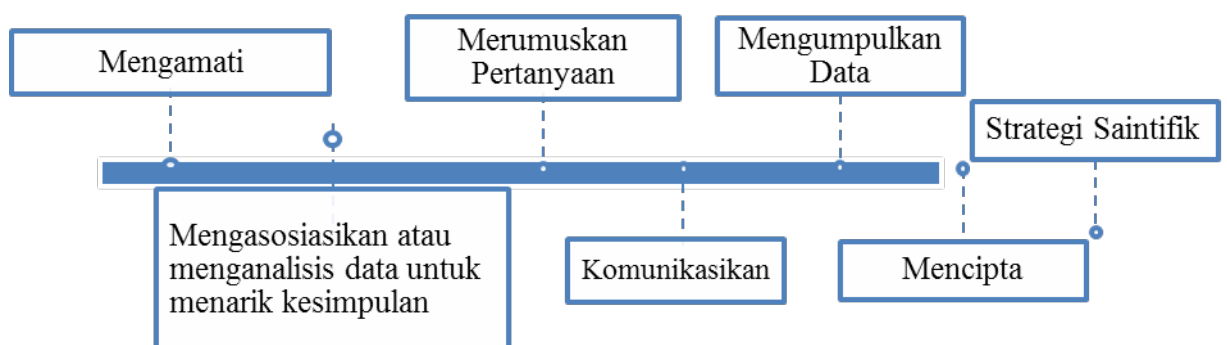 Mengamati
Merumuskan
Pertanyaan
Mengumpulkan
Data
Strategi Saintifik
Mengasosiasikan atau
menganalisis data untuk
menarik kesimpulan
Komunikasikan
Mencipta